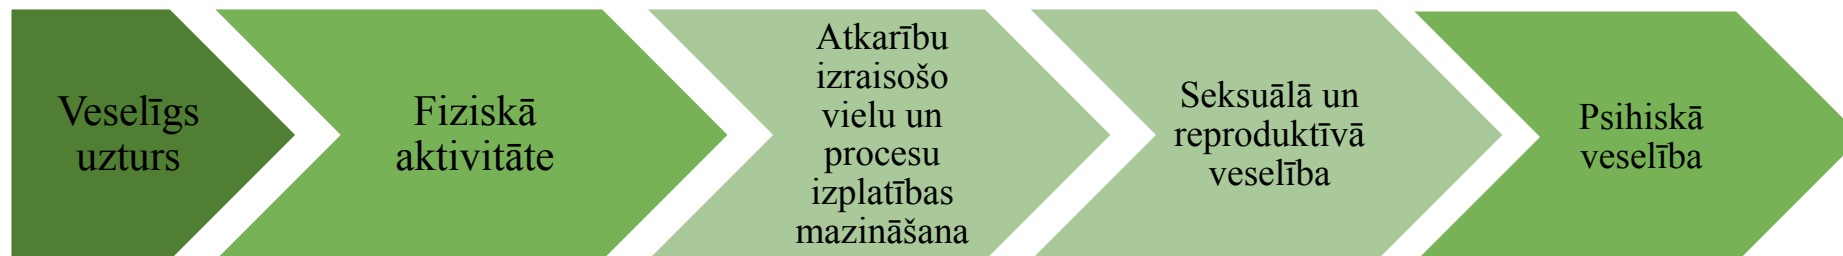 Veselīgs
uzturs
Fiziskā
aktivitāte
Atkarību
izraisošo
vielu un
procesu
izplatības
mazināšana
Seksuālā un
reproduktīvā
veselība
Psihiskā
veselība